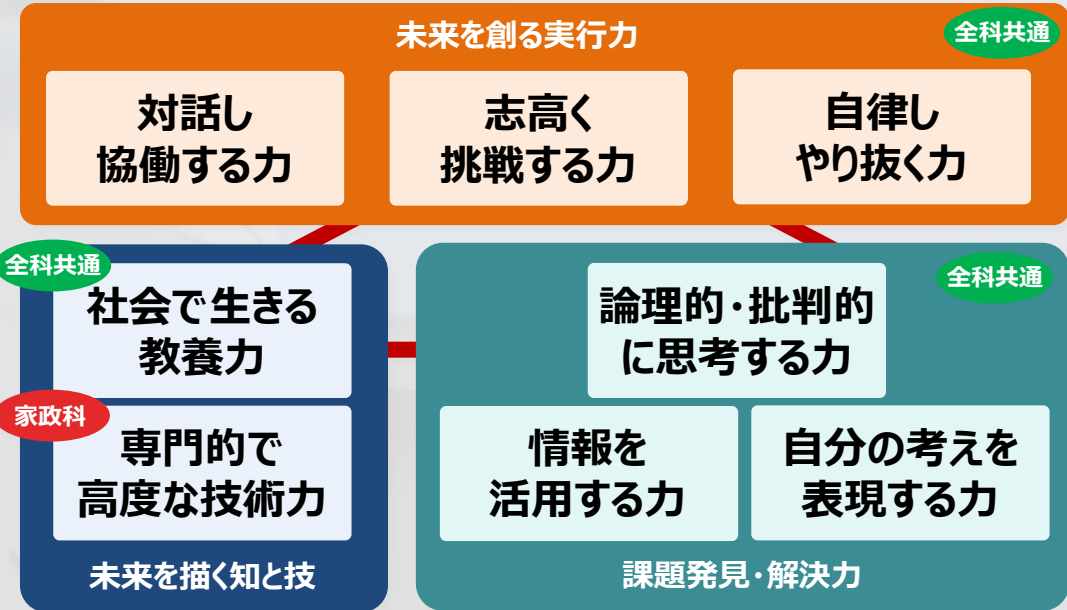 未来を創る実行力
全科共通
対話し
協働する力
志高く
挑戦する力
自律し
やり抜く力
全科共通
社会で生きる
教養力
家政科
専門的で
高度な技術力
未来を描く知と技
全科共通
論理的・批判的
に思考する力
情報を
活用する力
自分の考えを
表現する力
課題発見・解決力